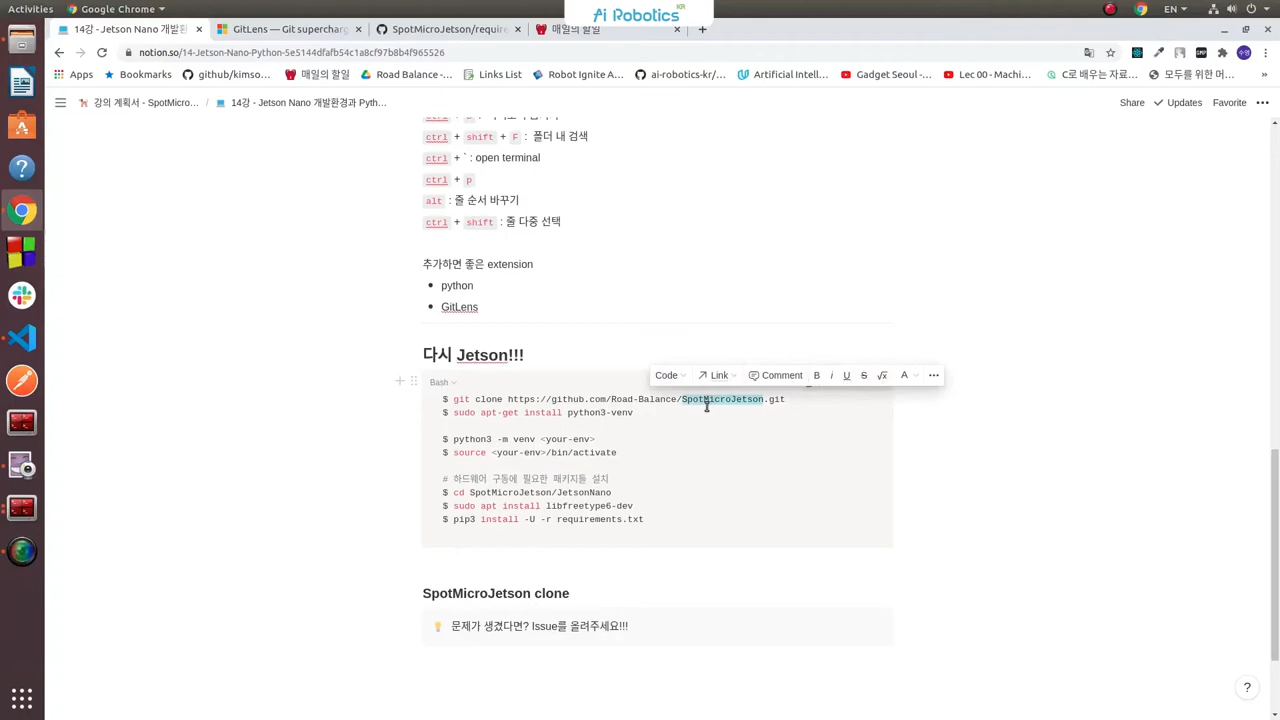 Activities
Google Chrome
Ai Robotics KR
EN
14강 - Jetson Nano 개발환
GitLens — Git supercharg
SpotMicroJetson/require
매일의 할일
notion.so/14-Jetson-Nano-Python-5e5144dfafb54c1a8cf97b8b4f965526
Apps
Bookmarks
github/kimso...
매일의 할일
Road Balance -...
Links List
Robot Ignite A...
ai-robotics-kr/...
Artificial Intell...
Gadget Seoul -...
Lec 00 - Machi...
C로 배우는 자료...
모두를 위한 머...
강의 계획서 - SpotMicro... / 14강 - Jetson Nano 개발환경과 Pyth...
Share Updates Favorite
ctrl + shift + F : 폴더 내 검색
ctrl + ` : open terminal
ctrl + p
alt : 줄 순서 바꾸기
ctrl + shift : 줄 다중 선택
추가하면 좋은 extension
python
GitLens
다시 Jetson!!!
Bash
Code Link Comment B i U S √x A
$ git clone https://github.com/Road-Balance/SpotMicroJetson.git
$ sudo apt-get install python3-venv
$ python3 -m venv <your-env>
$ source <your-env>/bin/activate
# 하드웨어 구동에 필요한 패키지들 설치
$ cd SpotMicroJetson/JetsonNano
$ sudo apt install libfreetype6-dev
$ pip3 install -U -r requirements.txt
SpotMicroJetson clone
문제가 생겼다면? Issue를 올려주세요!!!
?